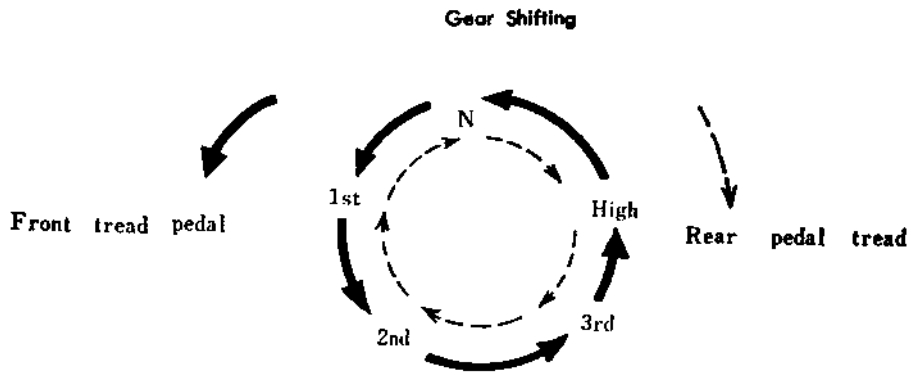 Gear Shifting
N
1st
High
Front tread pedal
Rear pedal tread
2nd
3rd